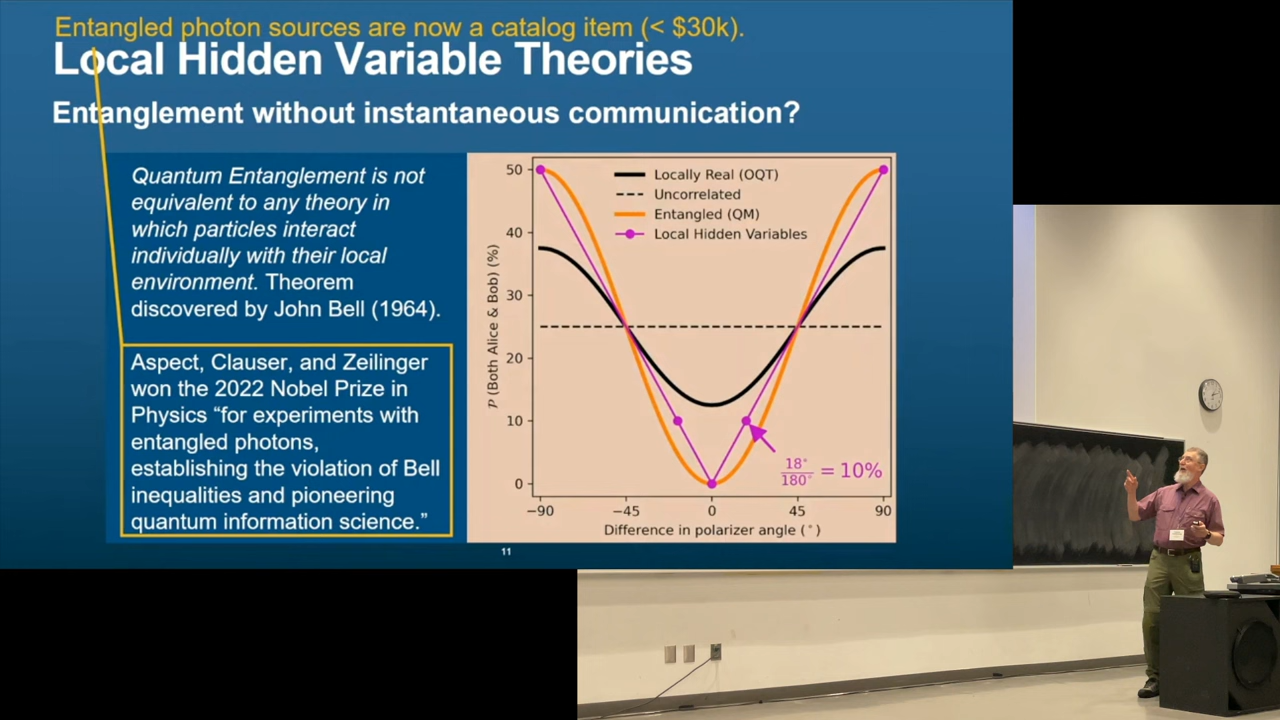 Entangled photon sources are now a catalog item (< $30k).
Local Hidden Variable Theories
Entanglement without instantaneous communication?
Quantum Entanglement is not
equivalent to any theory in
which particles interact
individually with their local
environment. Theorem
discovered by John Bell (1964).
Aspect, Clauser, and Zeilinger
won the 2022 Nobel Prize in
Physics “for experiments with
entangled photons,
establishing the violation of Bell
inequalities and pioneering
quantum information science.”
P (Both Alice & Bob) (%)
50
40
30
20
10
0
Locally Real (OQT)
Uncorrelated
Entangled (QM)
Local Hidden Variables
18°/180° = 10%
−90
−45
0
45
90
Difference in polarizer angle (°)
11